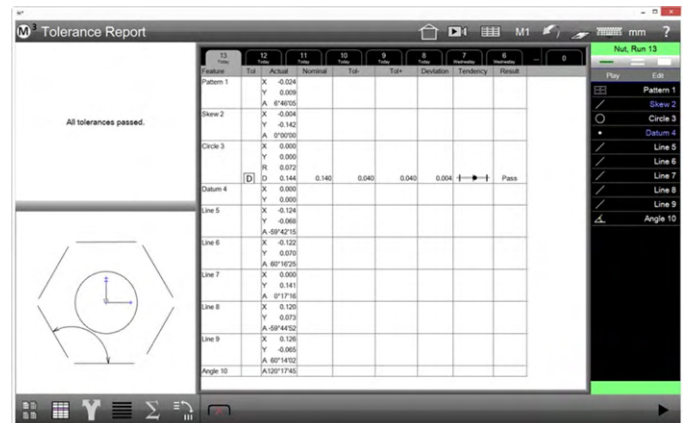 M³
M³ Tolerance Report
M1
mm
?
All tolerances passed.
13 Today
12 Today
11 Today
10 Today
9 Today
8 Today
7 Wednesday
6 Wednesday
...
0
Feature Tol Actual Nominal Tol- Tol+ Deviation Tendency Result
Pattern 1 X -0.024
Y 0.009
A 6°46'05
Skew 2 X -0.004
Y -0.142
A 0°00'00
Circle 3 X 0.000
Y 0.000
R 0.072
D D 0.144 0.140 0.040 0.040 0.004 Pass
Datum 4 X 0.000
Y 0.000
Line 5 X -0.124
Y -0.068
A -59°42'15
Line 6 X -0.122
Y 0.070
A 60°16'25
Line 7 X 0.000
Y 0.141
A 0°17'16
Line 8 X 0.120
Y 0.073
A -59°44'52
Line 9 X 0.126
Y -0.065
A 60°14'02
Angle 10 A 120°17'45
Nut, Run 13
Play Edit
Pattern 1
Skew 2
Circle 3
Datum 4
Line 5
Line 6
Line 7
Line 8
Line 9
Angle 10